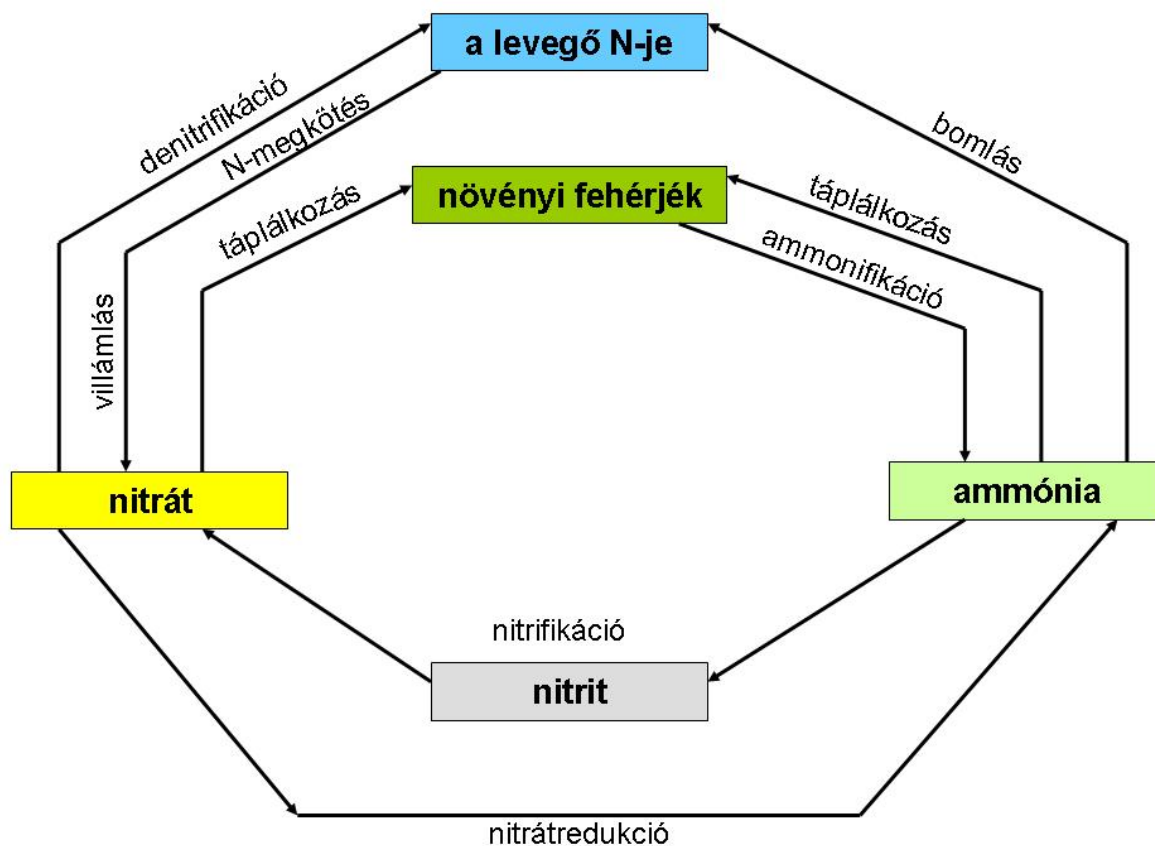 a levegő N-je
denitrifikáció
N-megkötés
bomlás
növényi fehérjék
táplálkozás
táplálkozás
ammonifikáció
villámlás
nitrát
ammónia
nitrifikáció
nitrit
nitrátredukció